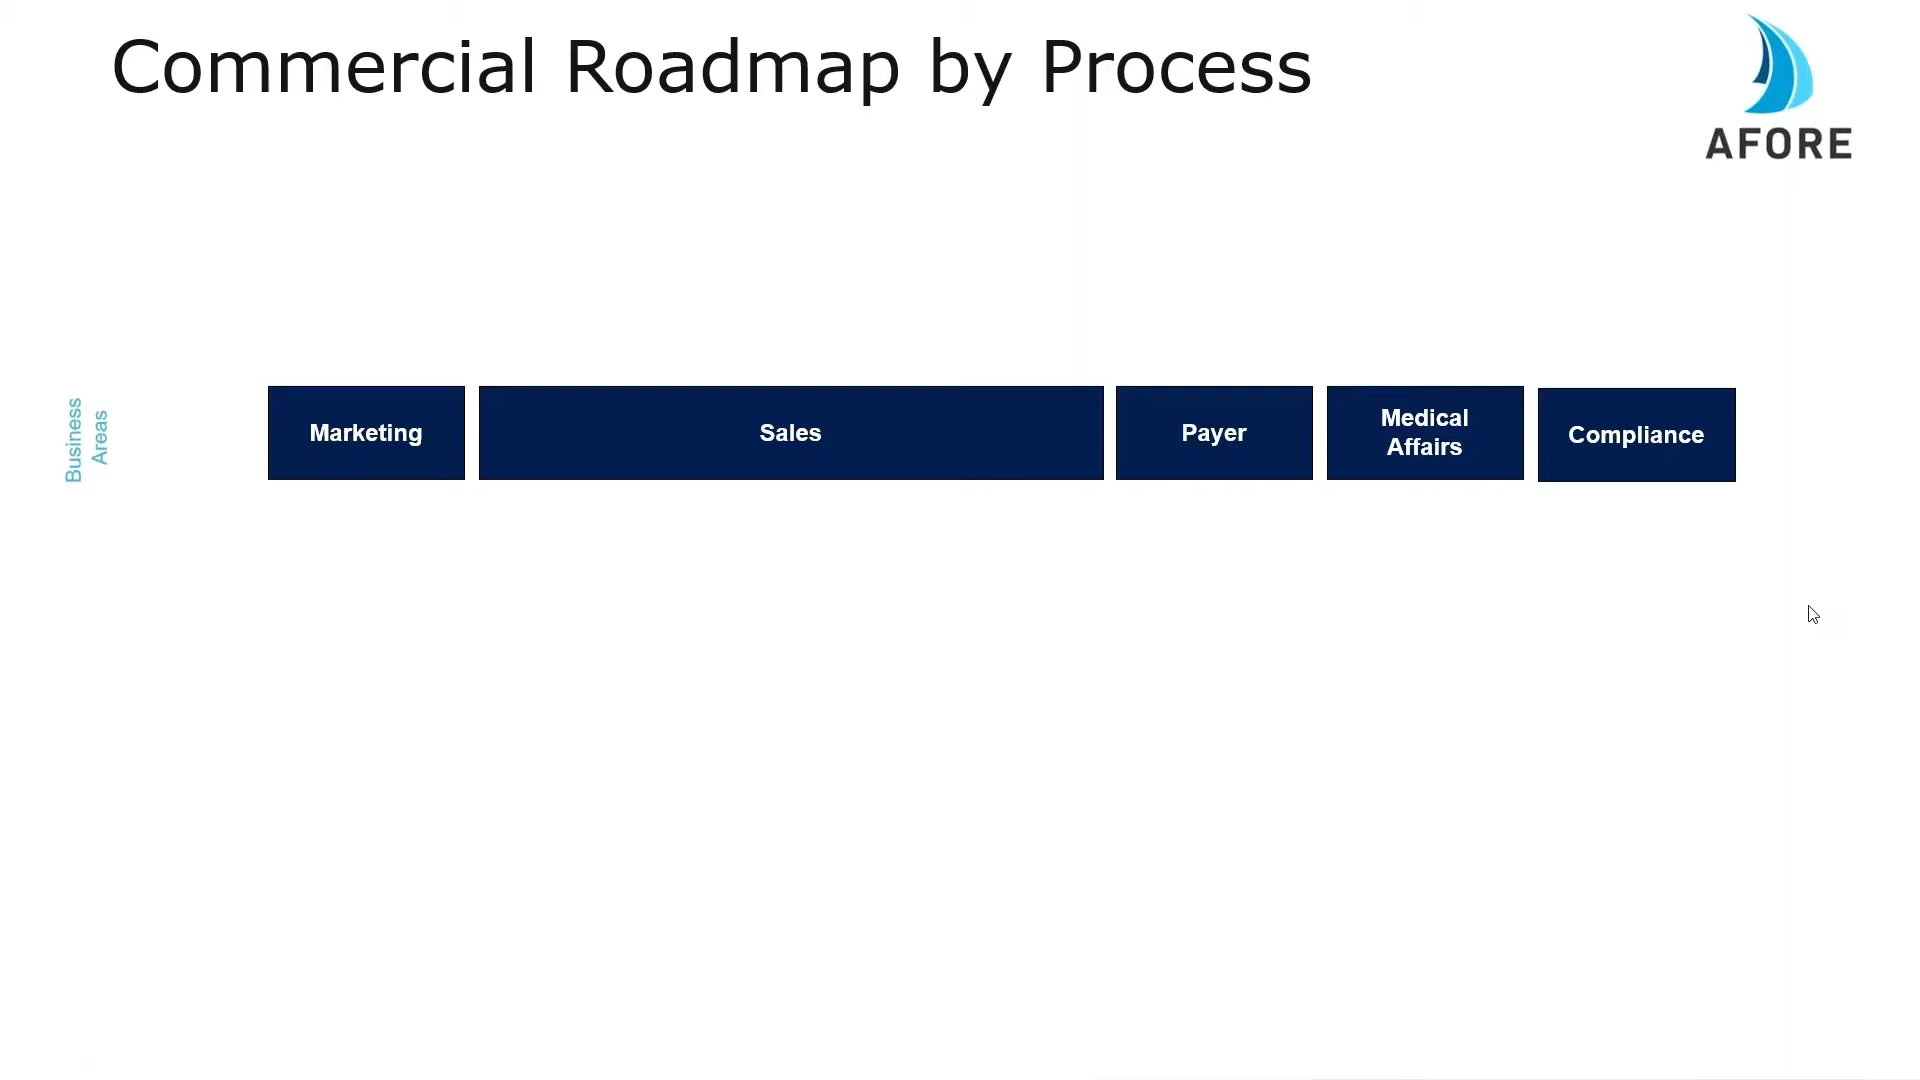 Commercial Roadmap by Process
AFORE
Business
Areas
Marketing
Sales
Payer
Medical
Affairs
Compliance